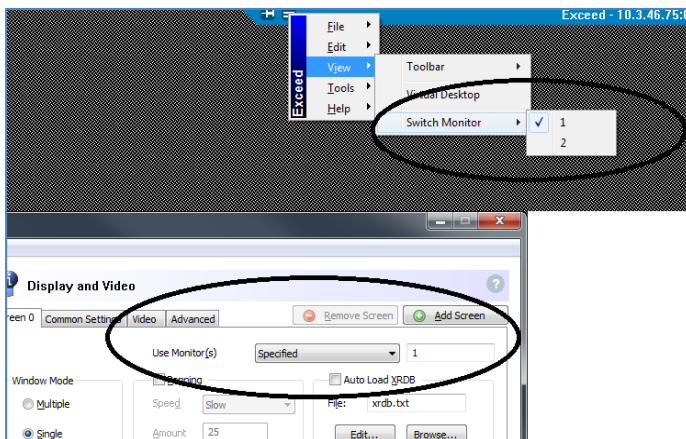 Exceed - 10.3.46.75:
File
Edit
View
Tools
Help
Exceed
Toolbar
Virtual Desktop
Switch Monitor
1
2
Display and Video
reen 0 Common Settings Video Advanced Remove Screen Add Screen
Use Monitor(s) Specified 1
Window Mode Panning Auto Load XRDB
Multiple Speed Slow File: xrdb.txt
Single Amount 25 Edit... Browse...